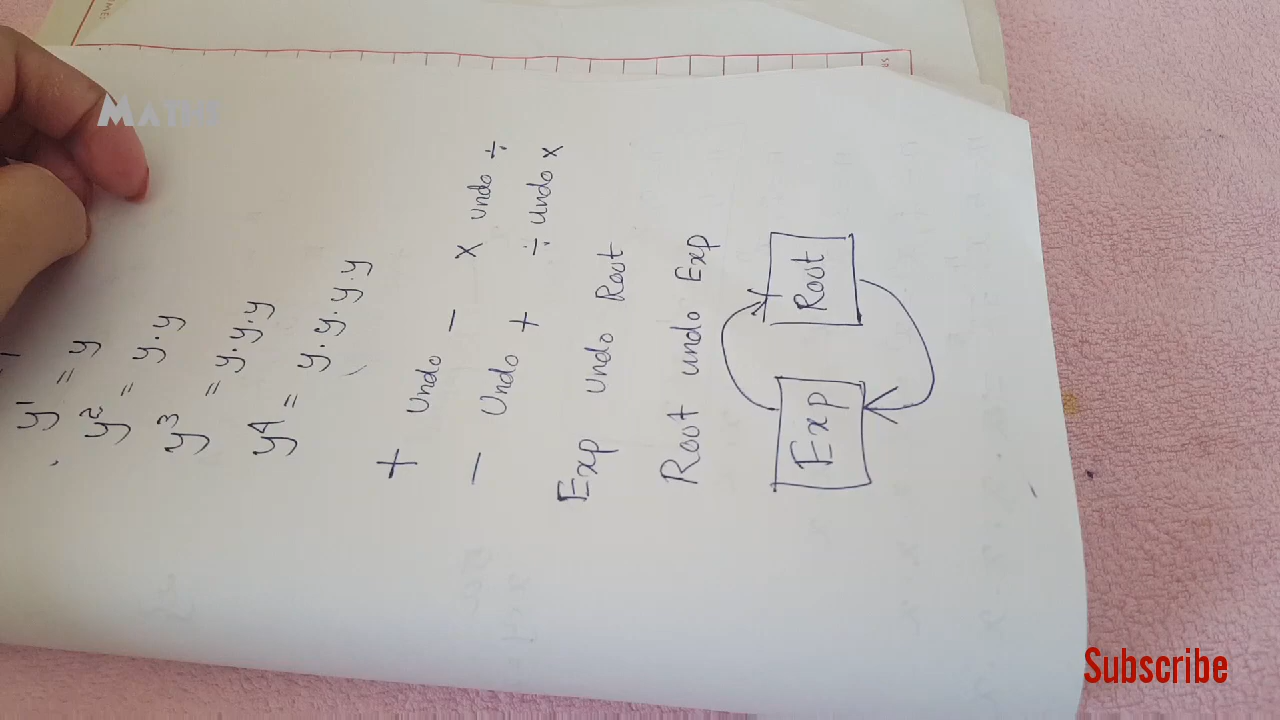 MATHS
y¹ = y
y² = y.y
y³ = y.y.y
y⁴ = y.y.y.y
+ undo - x undo ÷
- undo + ÷ undo x
Exp undo Root
Root undo Exp
Exp Root
Subscribe